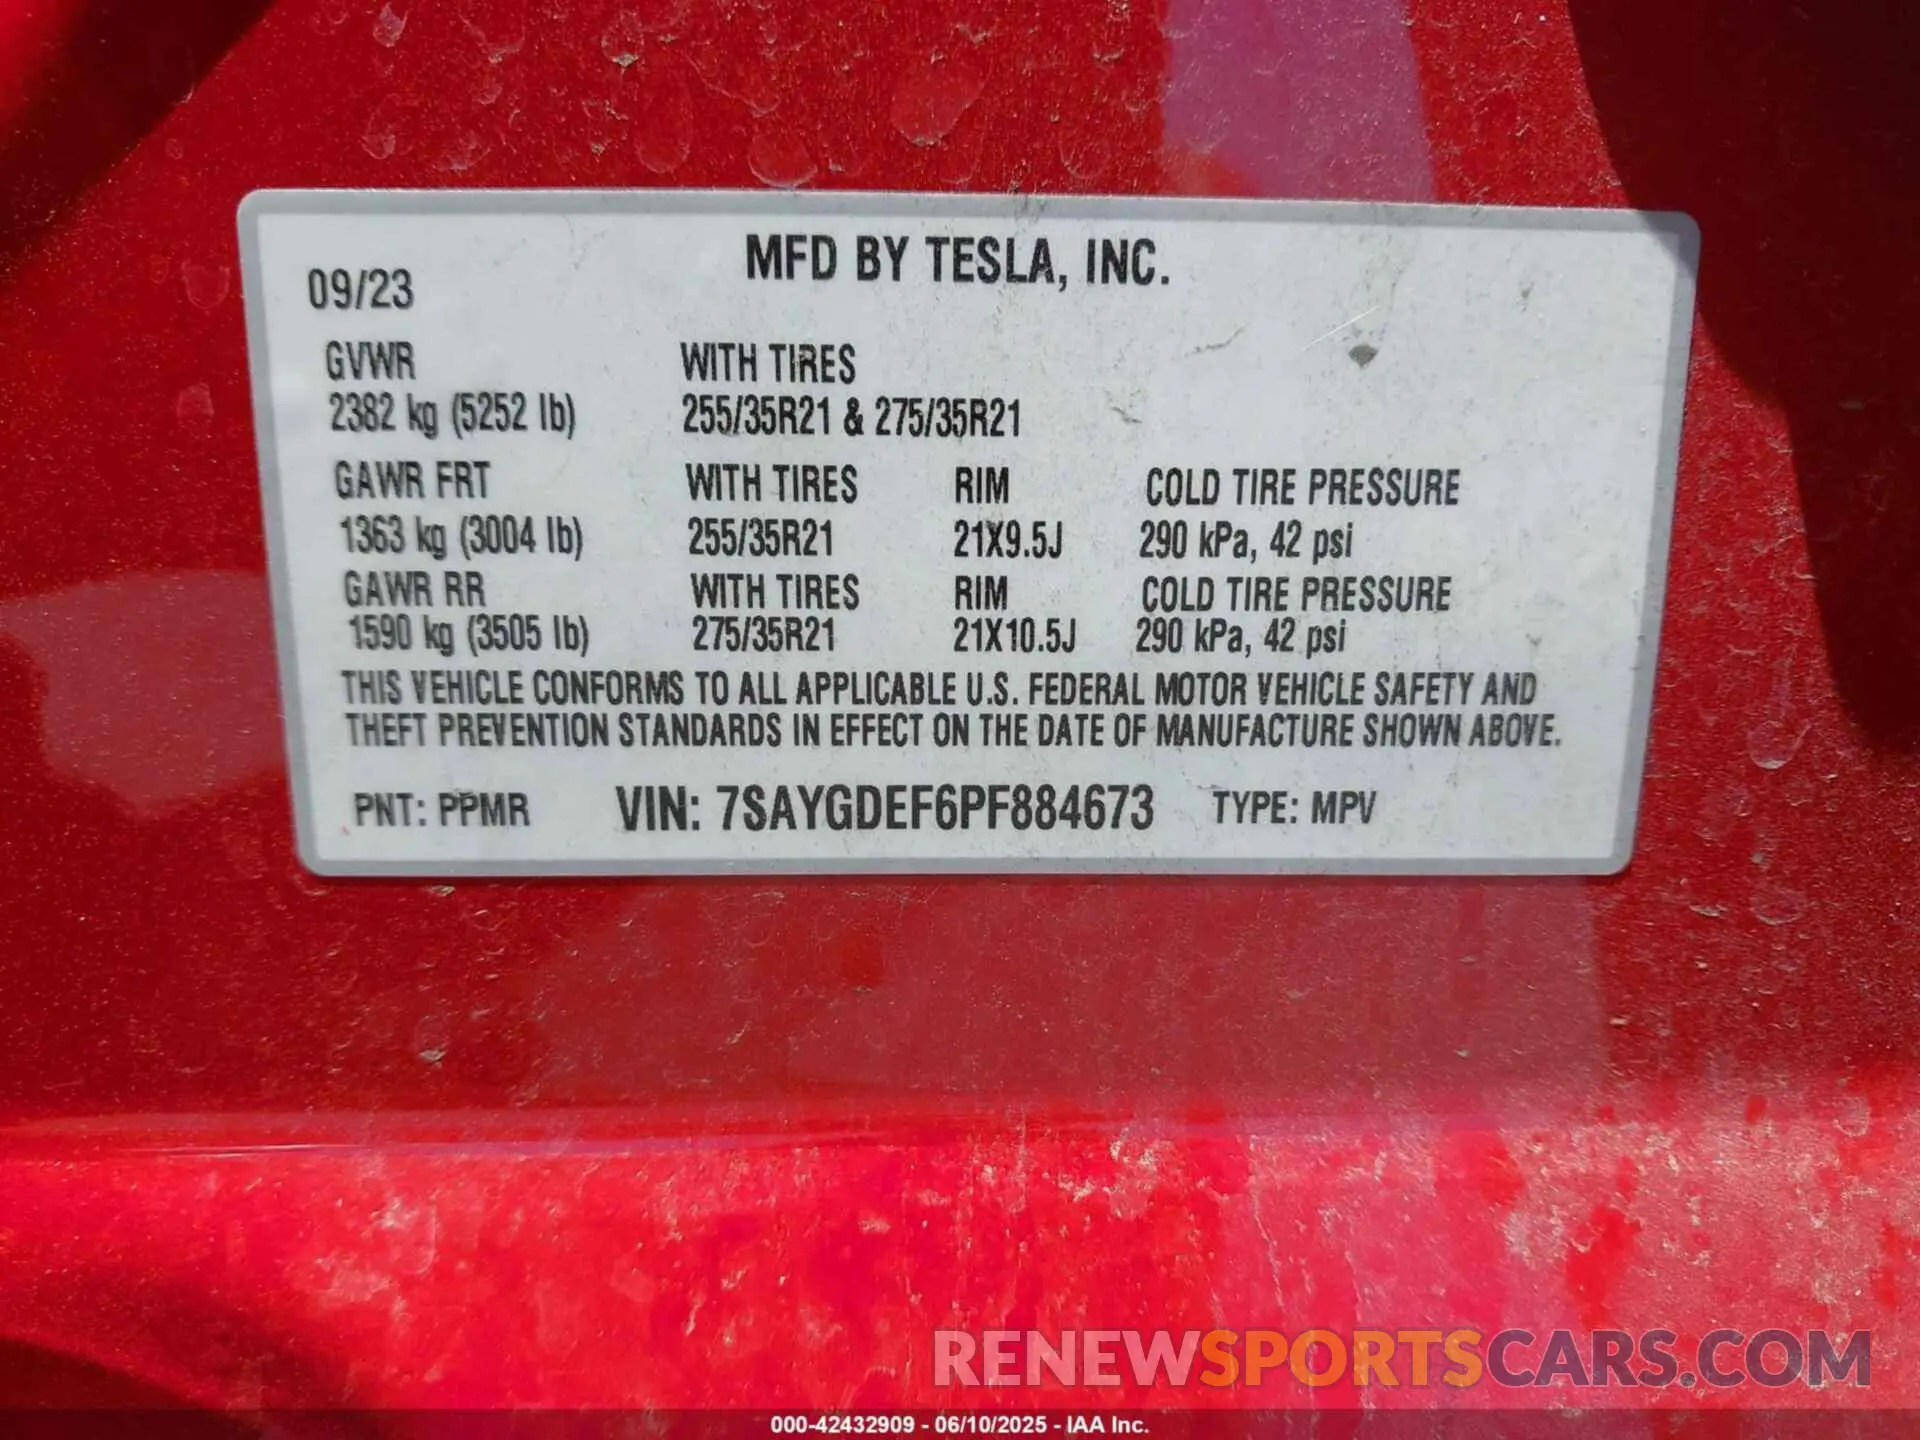 MFD BY TESLA, INC.
09/23
GVWR WITH TIRES
2382 kg (5252 lb) 255/35R21 & 275/35R21
GAWR FRT WITH TIRES RIM COLD TIRE PRESSURE
1363 kg (3004 lb) 255/35R21 21X9.5J 290 kPa, 42 psi
GAWR RR WITH TIRES RIM COLD TIRE PRESSURE
1590 kg (3505 lb) 275/35R21 21X10.5J 290 kPa, 42 psi
THIS VEHICLE CONFORMS TO ALL APPLICABLE U.S. FEDERAL MOTOR VEHICLE SAFETY AND
THEFT PREVENTION STANDARDS IN EFFECT ON THE DATE OF MANUFACTURE SHOWN ABOVE.
PNT: PPMR VIN: 7SAYGDEF6PF884673 TYPE: MPV
RENEWSPORTSCARS.COM
000-42432909 - 06/10/2025 - IAA Inc.